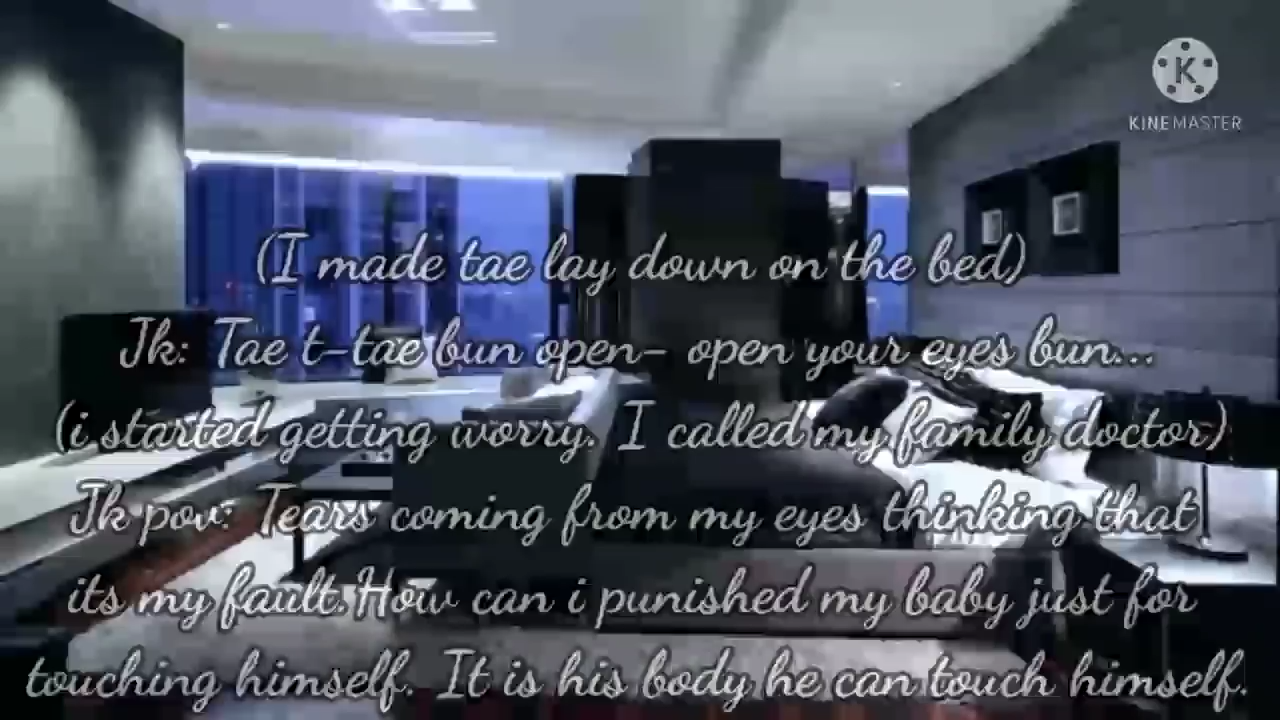 KINEMASTER
(I made tae lay down on the bed)
Jk: Tae t-tae bun open- open your eyes bun...
(i started getting worry. I called my family doctor)
Jk pov: Tears coming from my eyes thinking that
its my fault.How can i punished my baby just for
touching himself. It is his body he can touch himself.